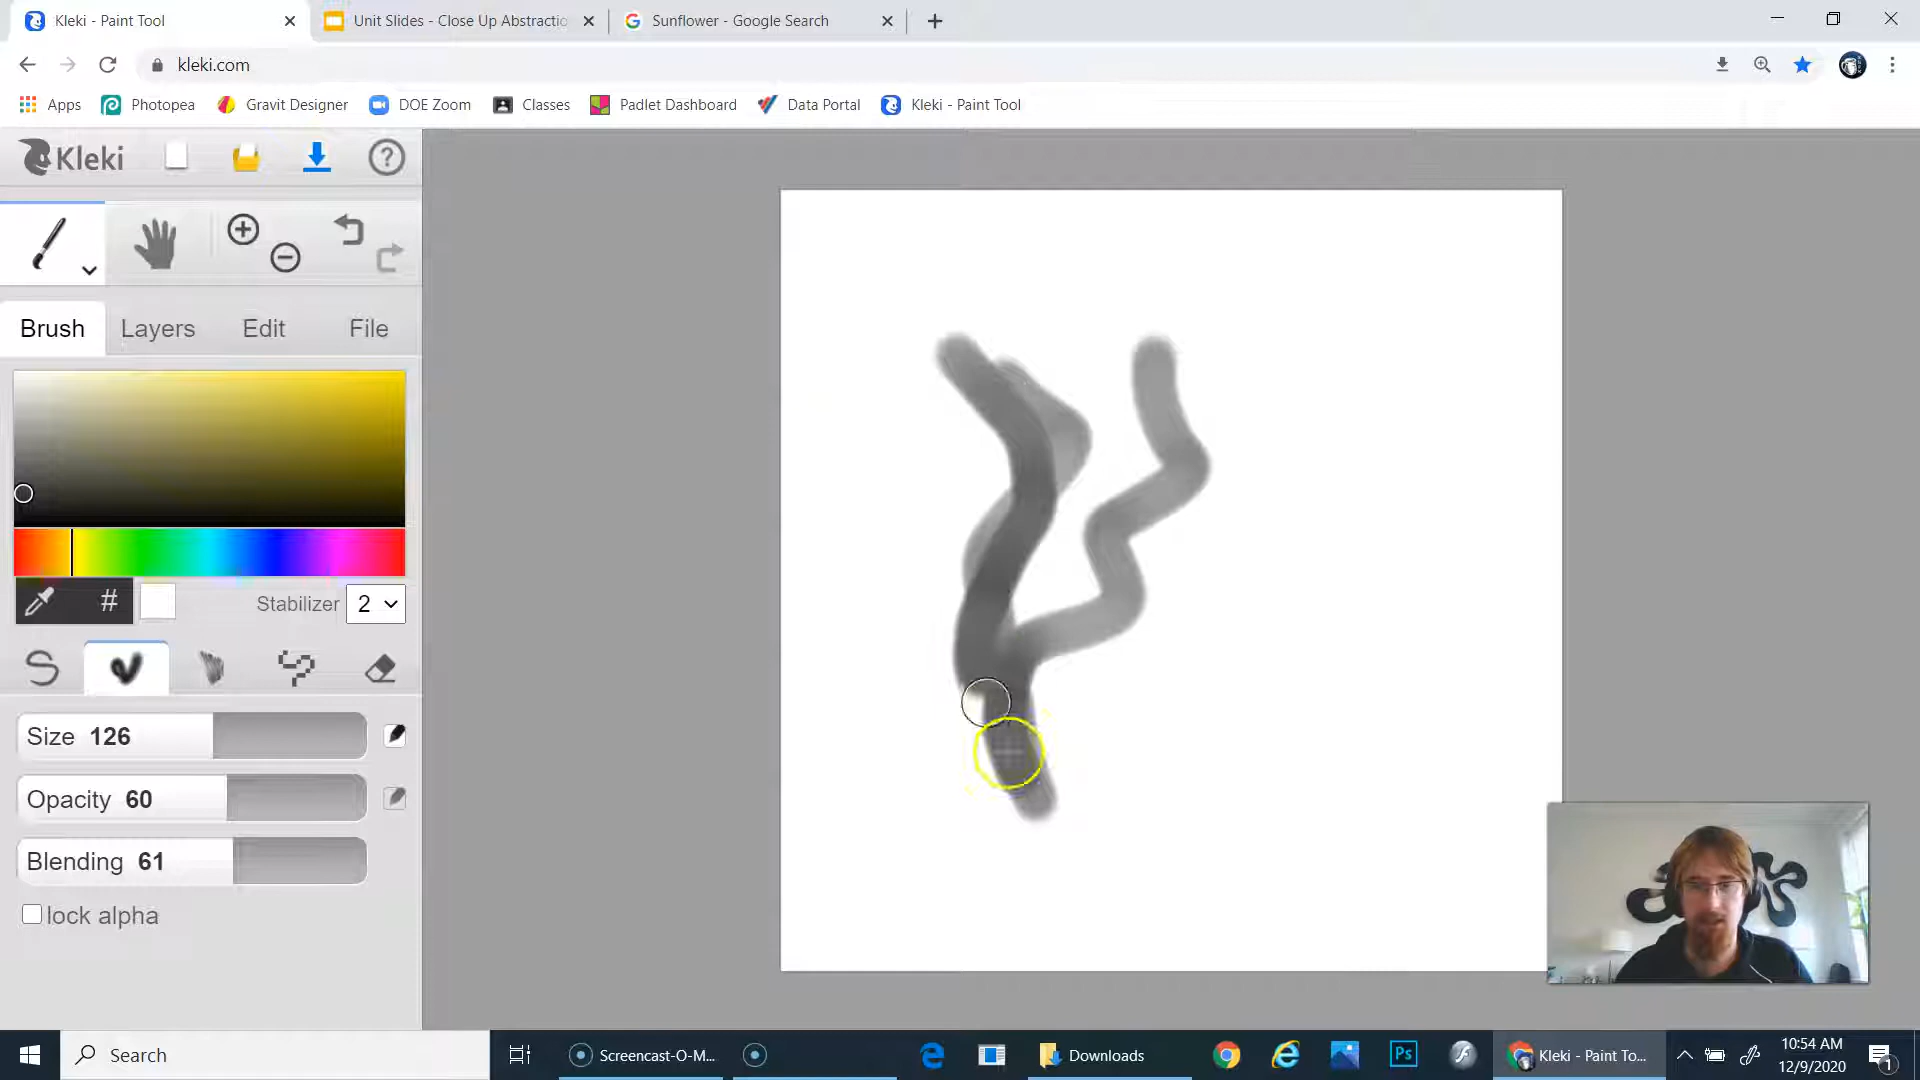 Kleki - Paint Tool
Unit Slides - Close Up Abstractio
Sunflower - Google Search
kleki.com
Apps
Photopea
Gravit Designer
DOE Zoom
Classes
Padlet Dashboard
Data Portal
Kleki - Paint Tool
Kleki
Brush Layers Edit File
# Stabilizer 2
Size 126
Opacity 60
Blending 61
lock alpha
Search
Screencast-O-M...
Downloads
Ps
Kleki - Paint To...
10:54 AM
12/9/2020
1